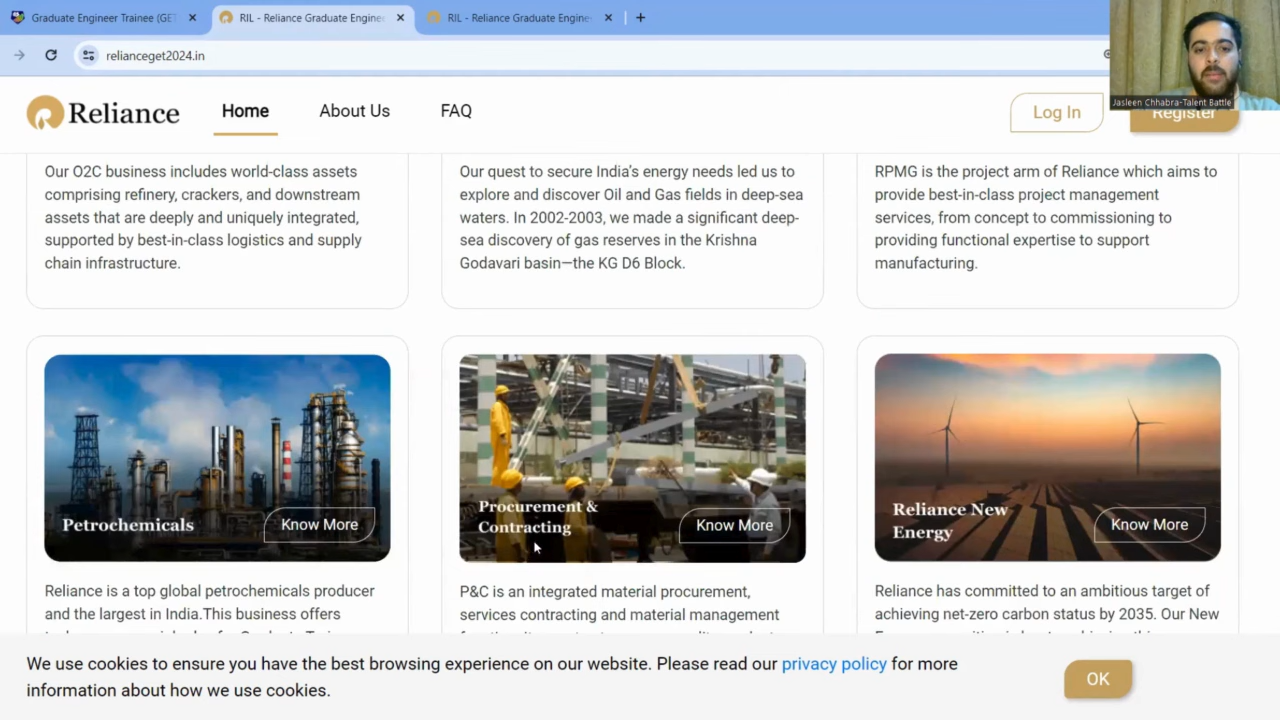 Graduate Engineer Trainee (GET
RIL - Reliance Graduate Enginee
RIL - Reliance Graduate Engine
relianceget2024.in
Jasleen Chhabra-Talent Battle
Reliance
Home
About Us
FAQ
Log In
Register
Our O2C business includes world-class assets
comprising refinery, crackers, and downstream
assets that are deeply and uniquely integrated,
supported by best-in-class logistics and supply
chain infrastructure.
Our quest to secure India's energy needs led us to
explore and discover Oil and Gas fields in deep-sea
waters. In 2002-2003, we made a significant deep-
sea discovery of gas reserves in the Krishna
Godavari basin—the KG D6 Block.
RPMG is the project arm of Reliance which aims to
provide best-in-class project management
services, from concept to commissioning to
providing functional expertise to support
manufacturing.
Petrochemicals
Know More
Procurement &
Contracting
Know More
Reliance New
Energy
Know More
Reliance is a top global petrochemicals producer
and the largest in India.This business offers
P&C is an integrated material procurement,
services contracting and material management
Reliance has committed to an ambitious target of
achieving net-zero carbon status by 2035. Our New
We use cookies to ensure you have the best browsing experience on our website. Please read our privacy policy for more
information about how we use cookies.
OK